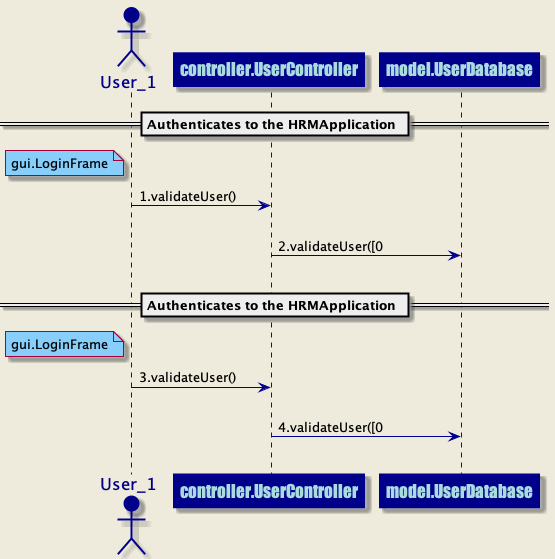 User_1
controller.UserController
model.UserDatabase
Authenticates to the HRMApplication
gui.LoginFrame
1.validateUser()
2.validateUser([0
Authenticates to the HRMApplication
gui.LoginFrame
3.validateUser()
4.validateUser([0
User_1
controller.UserController
model.UserDatabase